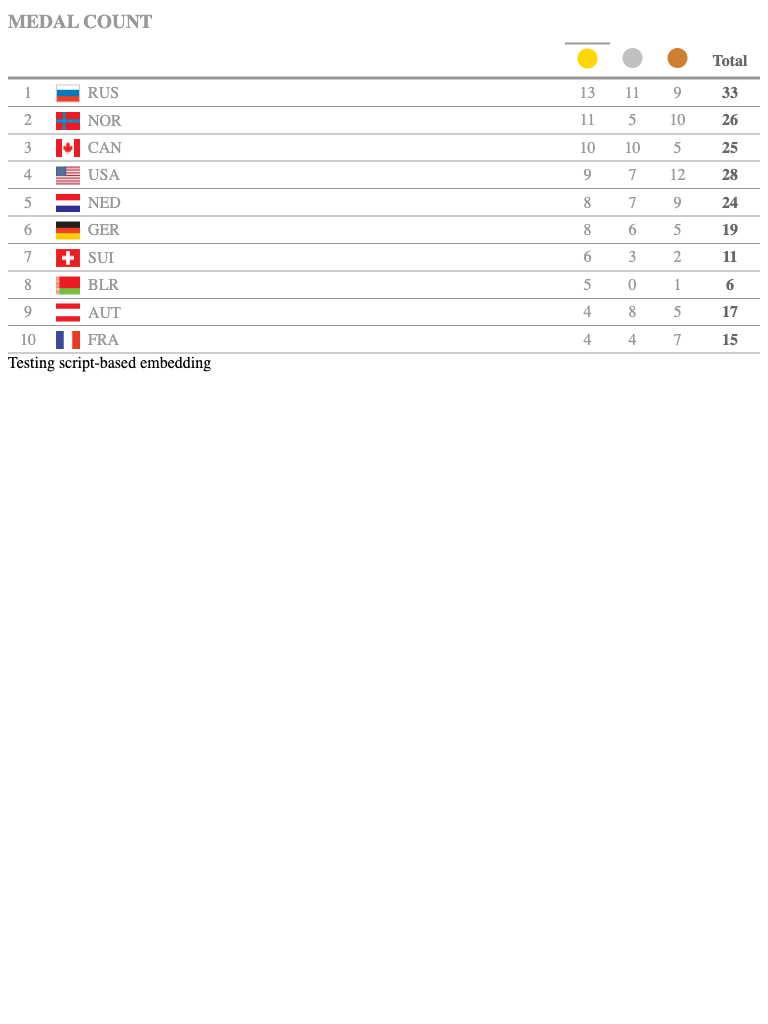 MEDAL COUNT
Total
1 RUS 13 11 9 33
2 NOR 11 5 10 26
3 CAN 10 10 5 25
4 USA 9 7 12 28
5 NED 8 7 9 24
6 GER 8 6 5 19
7 SUI 6 3 2 11
8 BLR 5 0 1 6
9 AUT 4 8 5 17
10 FRA 4 4 7 15
Testing script-based embedding